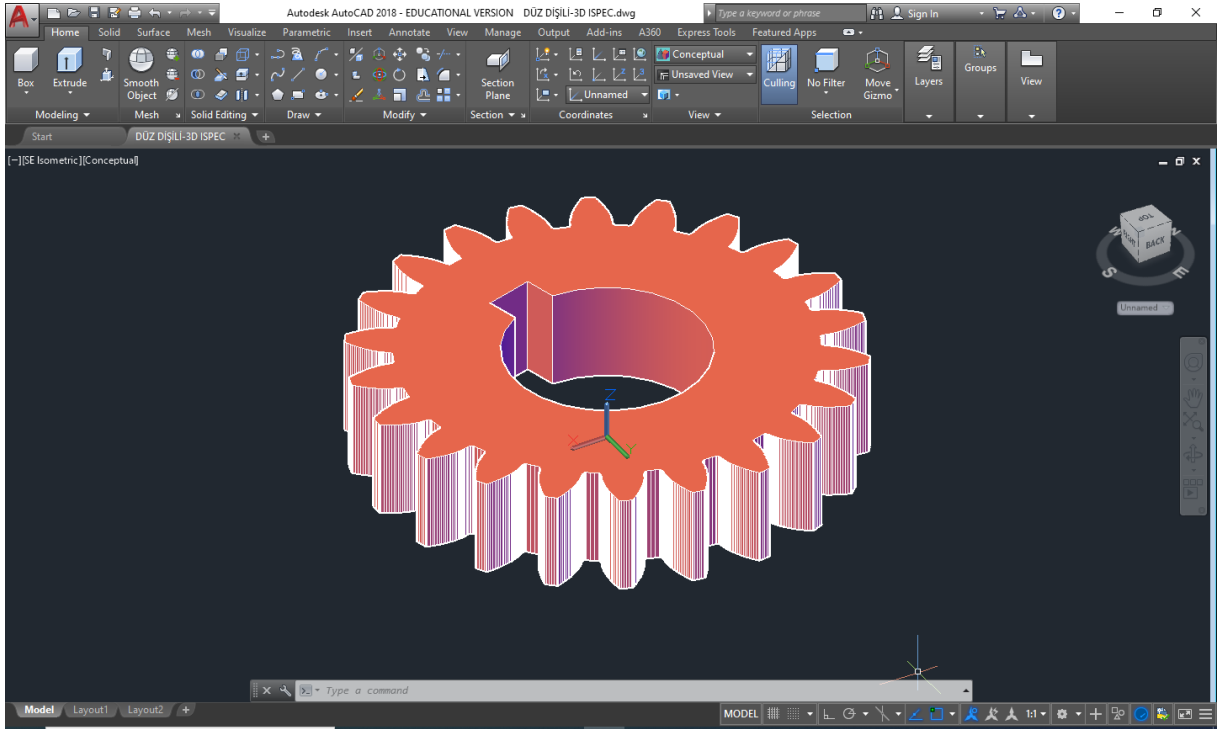 Autodesk AutoCAD 2018 - EDUCATIONAL VERSION DÜZ DİŞİLİ-3D ISPEC.dwg
Type a keyword or phrase
Sign In
Home Solid Surface Mesh Visualize Parametric Insert Annotate View Manage Output Add-ins A360 Express Tools Featured Apps
Box
Extrude
Smooth
Object
Section
Plane
Conceptual
Unsaved View
Unnamed
Culling
No Filter
Move
Gizmo
Layers
Groups
View
Modeling Mesh Solid Editing Draw Modify Section Coordinates View Selection
Start DÜZ DİŞİLİ-3D ISPEC
[−][SE Isometric][Conceptual]
TOP
BACK
S
E
Unnamed
Z
X
Y
Type a command
Model Layout1 Layout2
MODEL
1:1